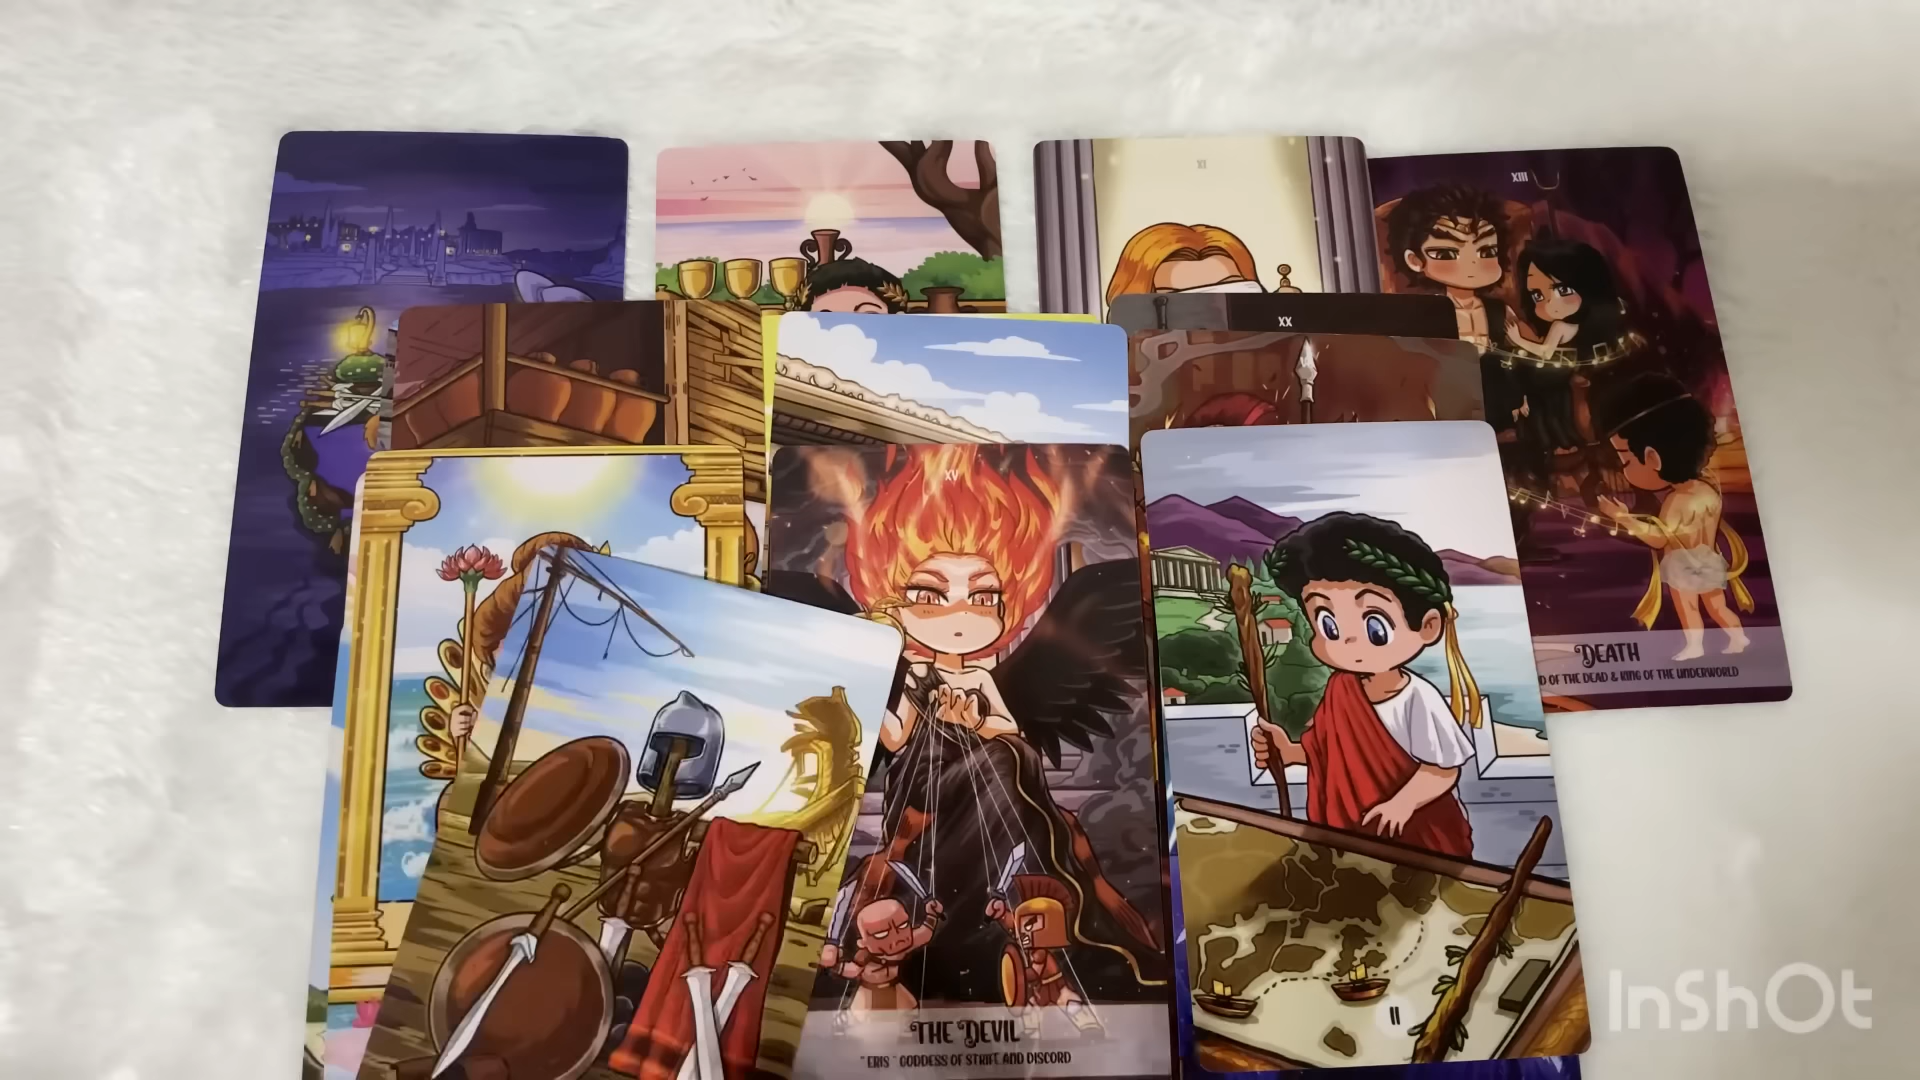 XI
XIII
XX
XV
DEATH
D OF THE DEAD & KING OF THE UNDERWORLD
II
THE DEVIL
"ERIS" GODDESS OF STRIFE AND DISCORD
InShOt